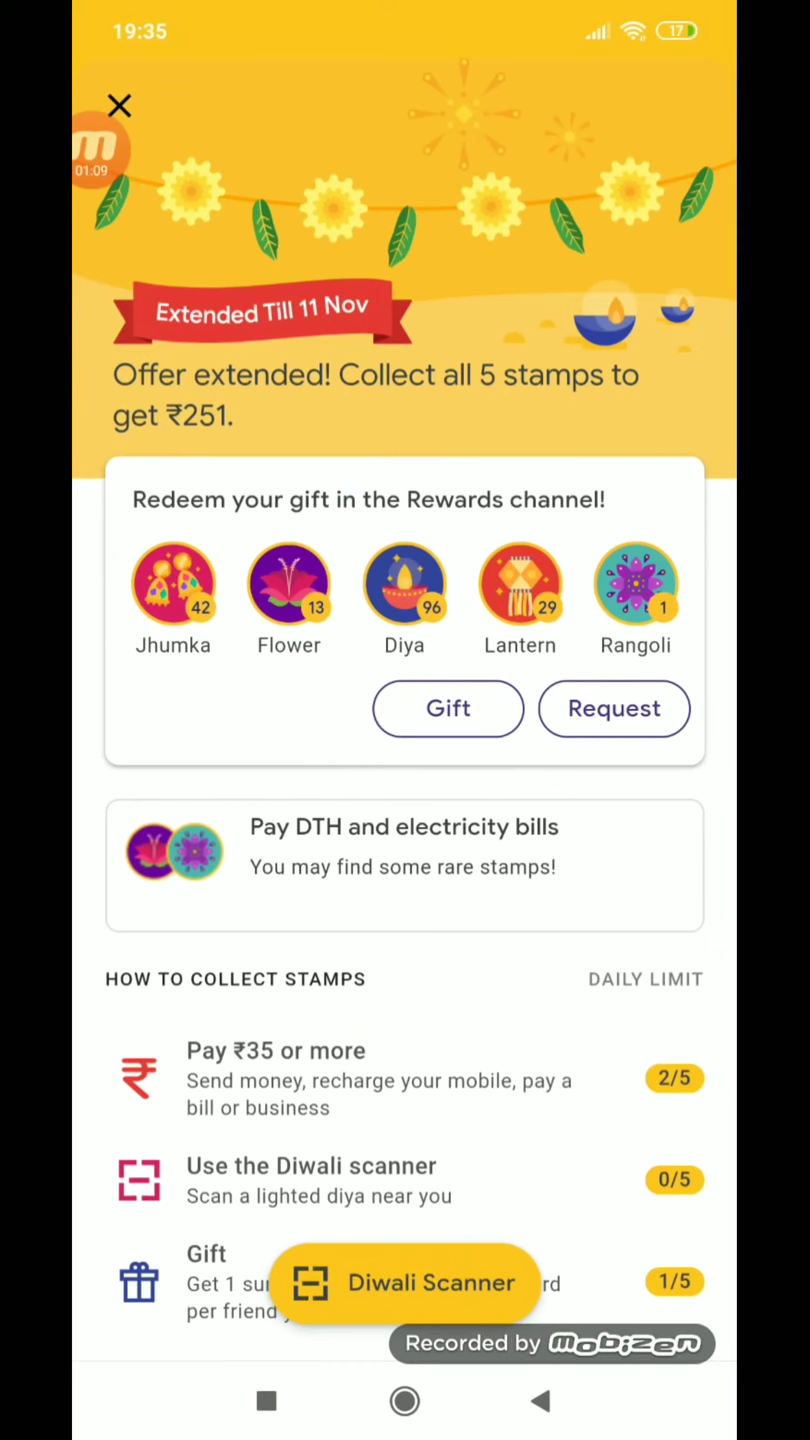 19:35
17
m
01:09
Extended Till 11 Nov
Offer extended! Collect all 5 stamps to
get ₹251.
Redeem your gift in the Rewards channel!
42 13 96 29 1
Jhumka Flower Diya Lantern Rangoli
Gift Request
Pay DTH and electricity bills
You may find some rare stamps!
HOW TO COLLECT STAMPS DAILY LIMIT
Pay ₹35 or more
Send money, recharge your mobile, pay a
bill or business
2/5
Use the Diwali scanner
Scan a lighted diya near you
0/5
Gift
Get 1 rd
per friend
1/5
Diwali Scanner
Recorded by mobizen